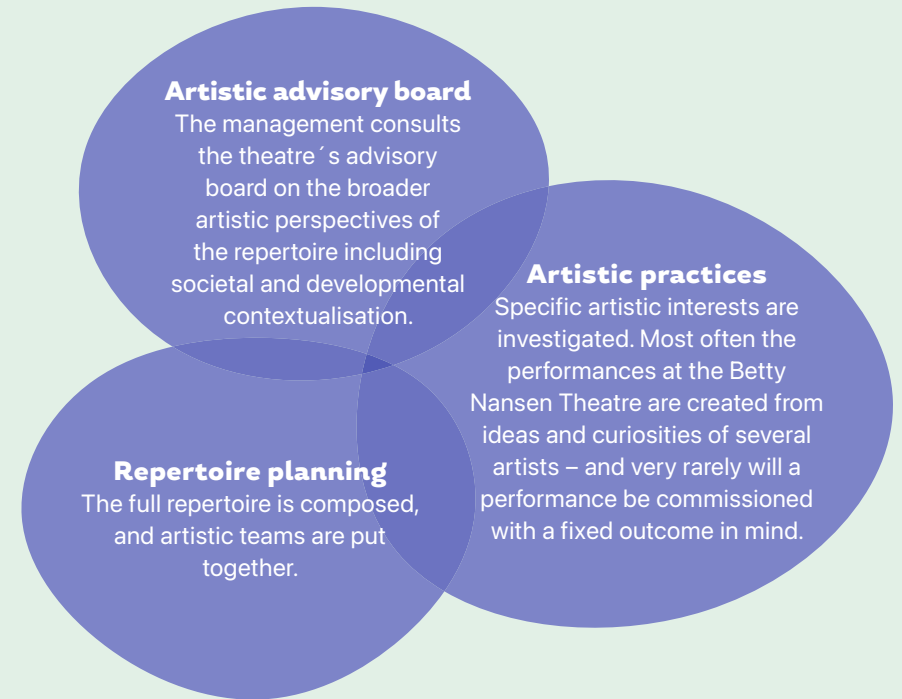 Artistic advisory board
The management consults
the theatre´s advisory
board on the broader
artistic perspectives of
the repertoire including
societal and developmental
contextualisation.
Artistic practices
Specific artistic interests are
investigated. Most often the
performances at the Betty
Nansen Theatre are created from
ideas and curiosities of several
artists – and very rarely will a
performance be commissioned
with a fixed outcome in mind.
Repertoire planning
The full repertoire is composed,
and artistic teams are put
together.